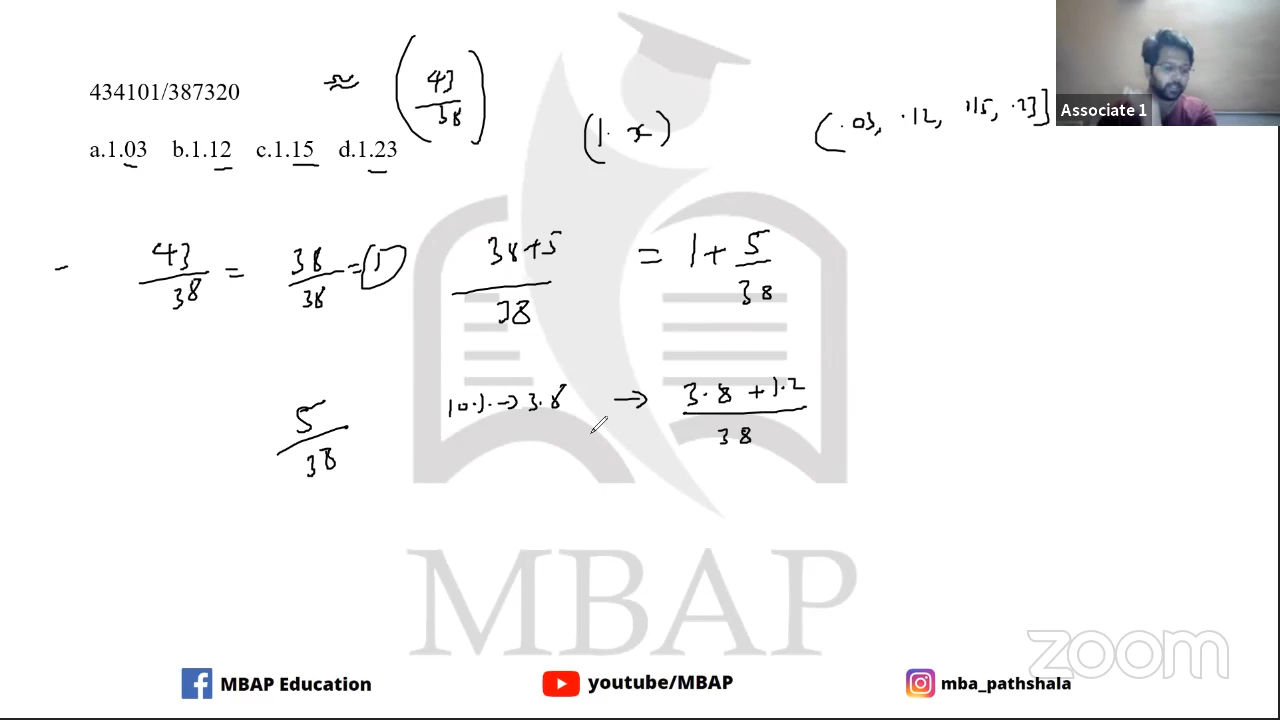 434101/387320 ≈ (43/38)
(1. x)
(.03, .12, .15, .23]
Associate 1
a.1.03 b.1.12 c.1.15 d.1.23
- 43/38 = 38/38 = 1 38+5/38 = 1 + 5/38
5/38 10%. → 3.8 → 3.8 + 1.2/38
MBAP
zoom
MBAP Education
youtube/MBAP
mba_pathshala